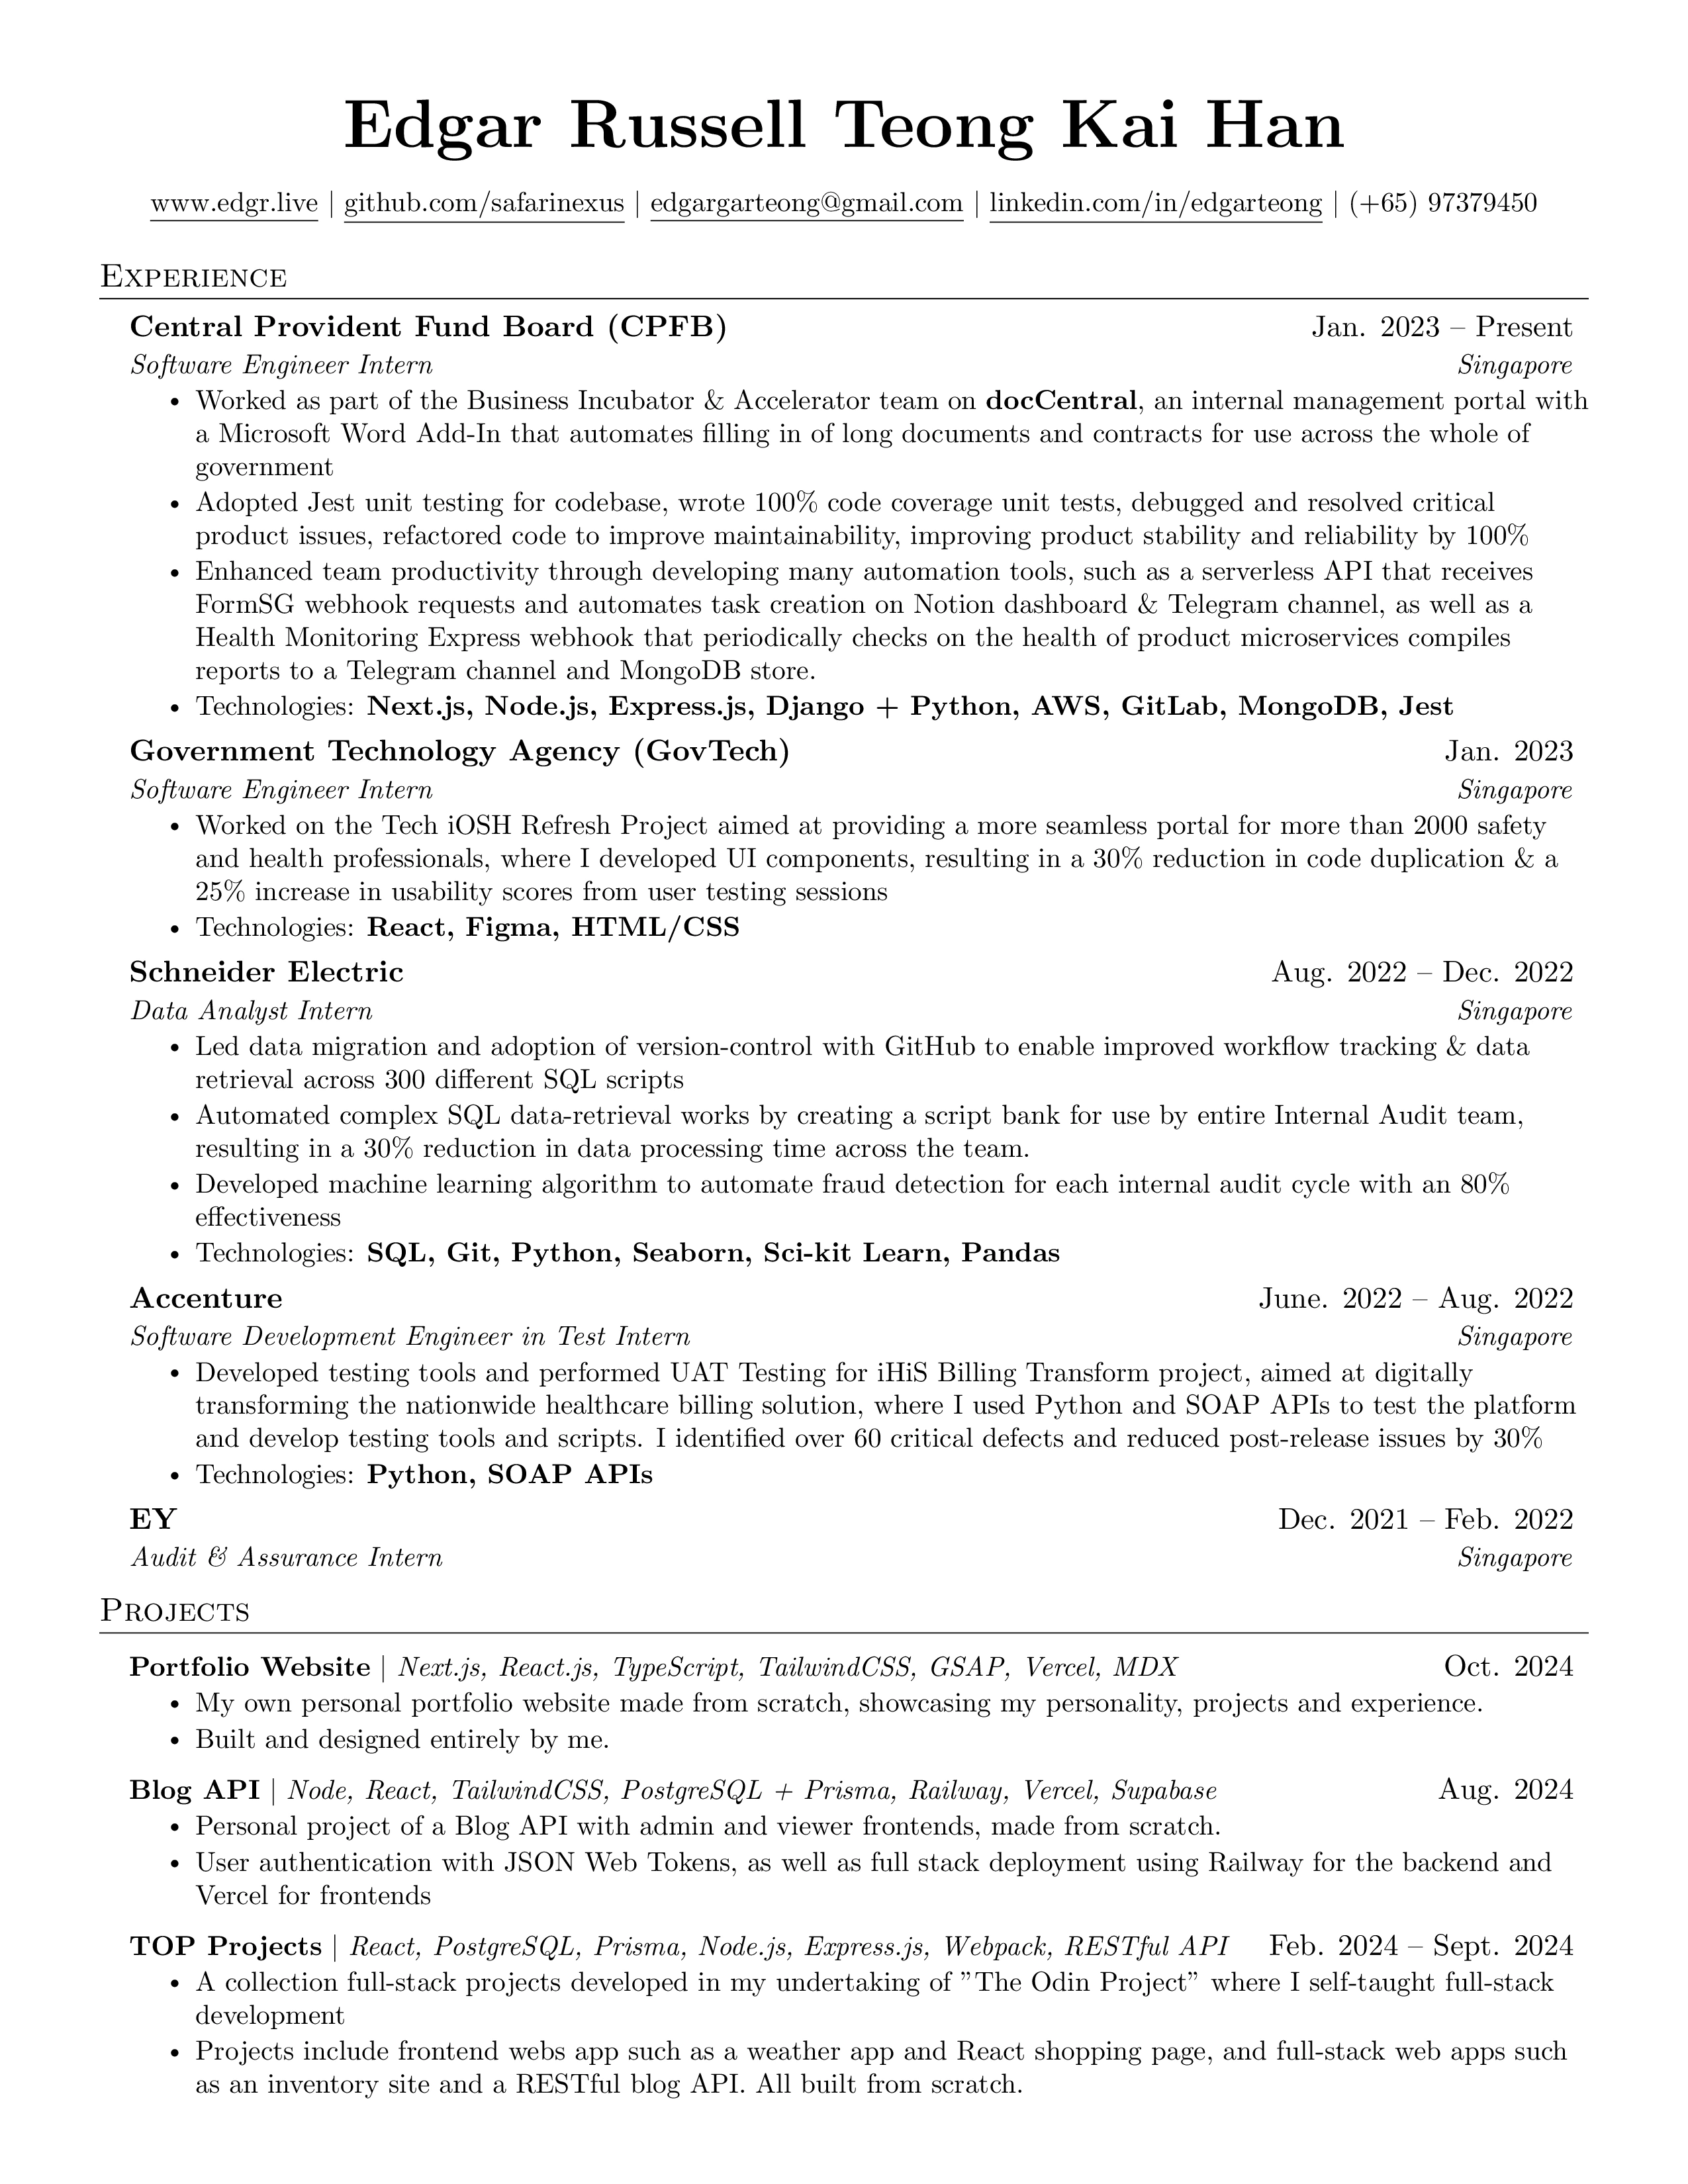 Edgar Russell Teong Kai Han
www.edgr.live | github.com/safarinexus | edgargarteong@gmail.com | linkedin.com/in/edgarteong | (+65) 97379450
Experience
Central Provident Fund Board (CPFB) Jan. 2023 – Present
Software Engineer Intern Singapore
• Worked as part of the Business Incubator & Accelerator team on docCentral, an internal management portal with
a Microsoft Word Add-In that automates filling in of long documents and contracts for use across the whole of
government
• Adopted Jest unit testing for codebase, wrote 100% code coverage unit tests, debugged and resolved critical
product issues, refactored code to improve maintainability, improving product stability and reliability by 100%
• Enhanced team productivity through developing many automation tools, such as a serverless API that receives
FormSG webhook requests and automates task creation on Notion dashboard & Telegram channel, as well as a
Health Monitoring Express webhook that periodically checks on the health of product microservices compiles
reports to a Telegram channel and MongoDB store.
• Technologies: Next.js, Node.js, Express.js, Django + Python, AWS, GitLab, MongoDB, Jest
Government Technology Agency (GovTech) Jan. 2023
Software Engineer Intern Singapore
• Worked on the Tech iOSH Refresh Project aimed at providing a more seamless portal for more than 2000 safety
and health professionals, where I developed UI components, resulting in a 30% reduction in code duplication & a
25% increase in usability scores from user testing sessions
• Technologies: React, Figma, HTML/CSS
Schneider Electric Aug. 2022 – Dec. 2022
Data Analyst Intern Singapore
• Led data migration and adoption of version-control with GitHub to enable improved workflow tracking & data
retrieval across 300 different SQL scripts
• Automated complex SQL data-retrieval works by creating a script bank for use by entire Internal Audit team,
resulting in a 30% reduction in data processing time across the team.
• Developed machine learning algorithm to automate fraud detection for each internal audit cycle with an 80%
effectiveness
• Technologies: SQL, Git, Python, Seaborn, Sci-kit Learn, Pandas
Accenture June. 2022 – Aug. 2022
Software Development Engineer in Test Intern Singapore
• Developed testing tools and performed UAT Testing for iHiS Billing Transform project, aimed at digitally
transforming the nationwide healthcare billing solution, where I used Python and SOAP APIs to test the platform
and develop testing tools and scripts. I identified over 60 critical defects and reduced post-release issues by 30%
• Technologies: Python, SOAP APIs
EY Dec. 2021 – Feb. 2022
Audit & Assurance Intern Singapore
Projects
Portfolio Website | Next.js, React.js, TypeScript, TailwindCSS, GSAP, Vercel, MDX Oct. 2024
• My own personal portfolio website made from scratch, showcasing my personality, projects and experience.
• Built and designed entirely by me.
Blog API | Node, React, TailwindCSS, PostgreSQL + Prisma, Railway, Vercel, Supabase Aug. 2024
• Personal project of a Blog API with admin and viewer frontends, made from scratch.
• User authentication with JSON Web Tokens, as well as full stack deployment using Railway for the backend and
Vercel for frontends
TOP Projects | React, PostgreSQL, Prisma, Node.js, Express.js, Webpack, RESTful API Feb. 2024 – Sept. 2024
• A collection full-stack projects developed in my undertaking of ”The Odin Project” where I self-taught full-stack
development
• Projects include frontend webs app such as a weather app and React shopping page, and full-stack web apps such
as an inventory site and a RESTful blog API. All built from scratch.